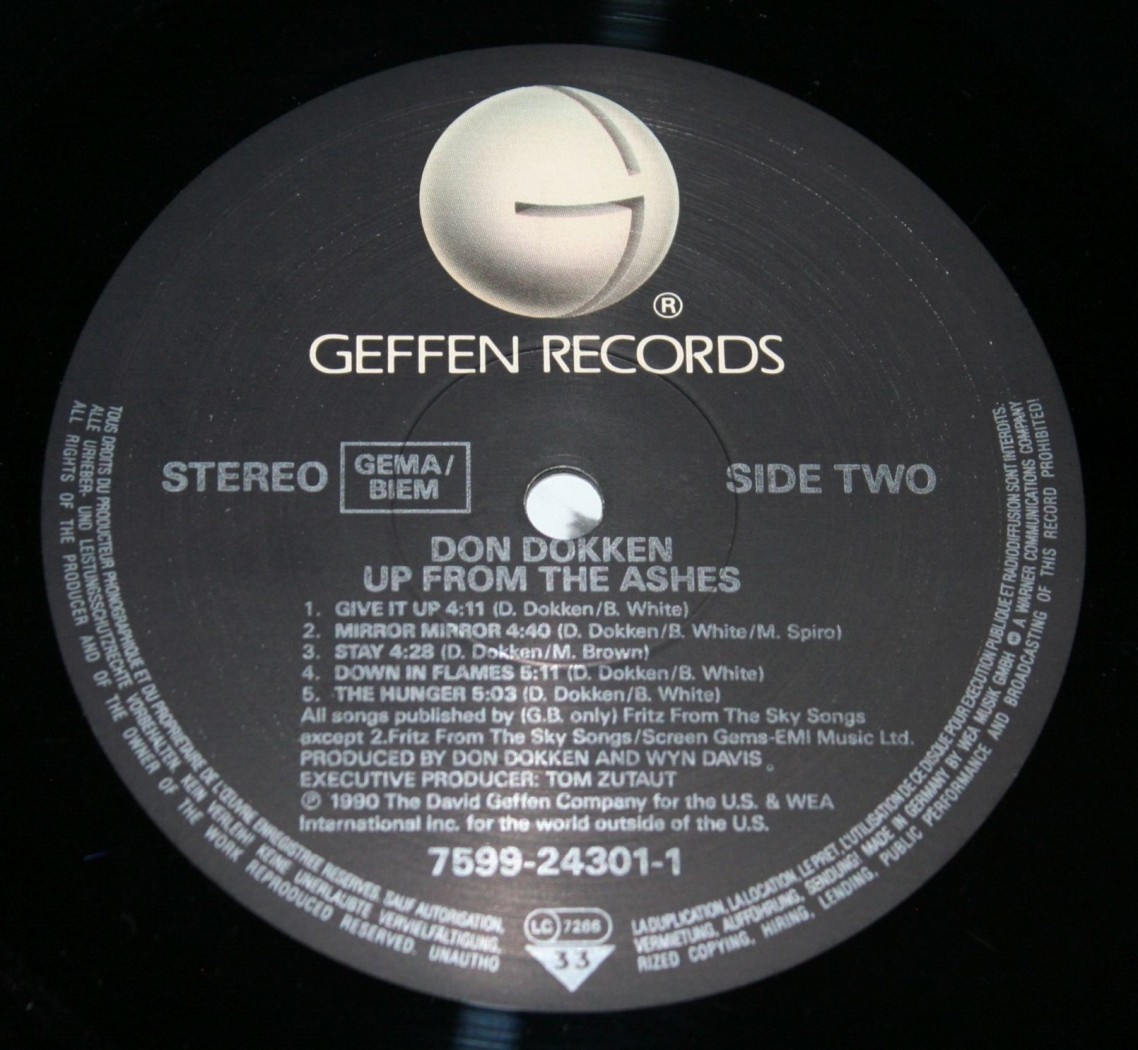 ®
GEFFEN RECORDS
STEREO
GEMA/
BIEM
SIDE TWO
DON DOKKEN
UP FROM THE ASHES
1. GIVE IT UP 4:11 (D. Dokken/B. White)
2. MIRROR MIRROR 4:40 (D. Dokken/B. White/M. Spiro)
3. STAY 4:28 (D. Dokken/M. Brown)
4. DOWN IN FLAMES 5:11 (D. Dokken/B. White)
5. THE HUNGER 5:03 (D. Dokken/B. White)
All songs published by (G.B. only) Fritz From The Sky Songs
except 2.Fritz From The Sky Songs/Screen Gems-EMI Music Ltd.
PRODUCED BY DON DOKKEN AND WYN DAVIS
EXECUTIVE PRODUCER: TOM ZUTAUT
℗ 1990 The David Geffen Company for the U.S. & WEA
International Inc. for the world outside of the U.S.
7599-24301-1
LC 7266
33
TOUS DROITS DU PRODUCTEUR PHONOGRAPHIQUE ET DU PROPRIETAIRE DE L'ŒUVRE ENREGISTREE RESERVES. SAUF AUTORISATION, LA DUPLICATION, LA LOCATION, LE PRET, L'UTILISATION DE CE DISQUE POUR EXECUTION PUBLIQUE ET RADIODIFFUSION SONT INTERDITS.
ALLE URHEBER- UND LEISTUNGSSCHUTZRECHTE VORBEHALTEN. KEIN VERLEIH! KEINE UNERLAUBTE VERVIELFÄLTIGUNG, VERMIETUNG, AUFFÜHRUNG, SENDUNG! MADE IN GERMANY BY WEA MUSIK GMBH A WARNER COMMUNICATIONS COMPANY
ALL RIGHTS OF THE PRODUCER AND OF THE OWNER OF THE WORK REPRODUCED RESERVED. UNAUTHORIZED COPYING, HIRING, LENDING, PUBLIC PERFORMANCE AND BROADCASTING OF THIS RECORD PROHIBITED!